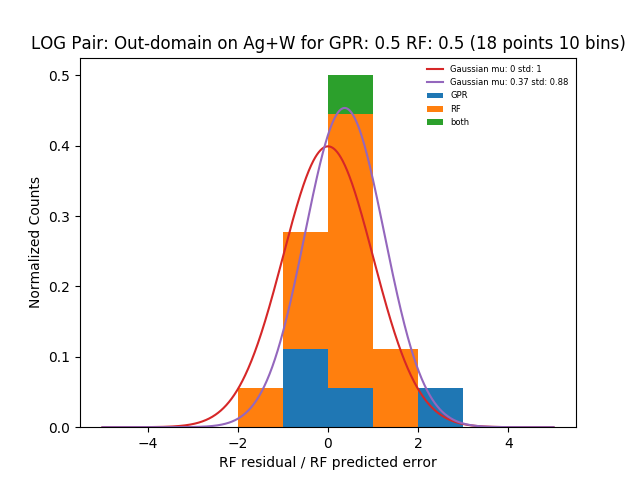 LOG Pair: Out-domain on Ag+W for GPR: 0.5 RF: 0.5 (18 points 10 bins)
Gaussian mu: 0 std: 1
Gaussian mu: 0.37 std: 0.88
GPR
RF
both
Normalized Counts
0.5
0.4
0.3
0.2
0.1
0.0
−4 −2 0 2 4
RF residual / RF predicted error